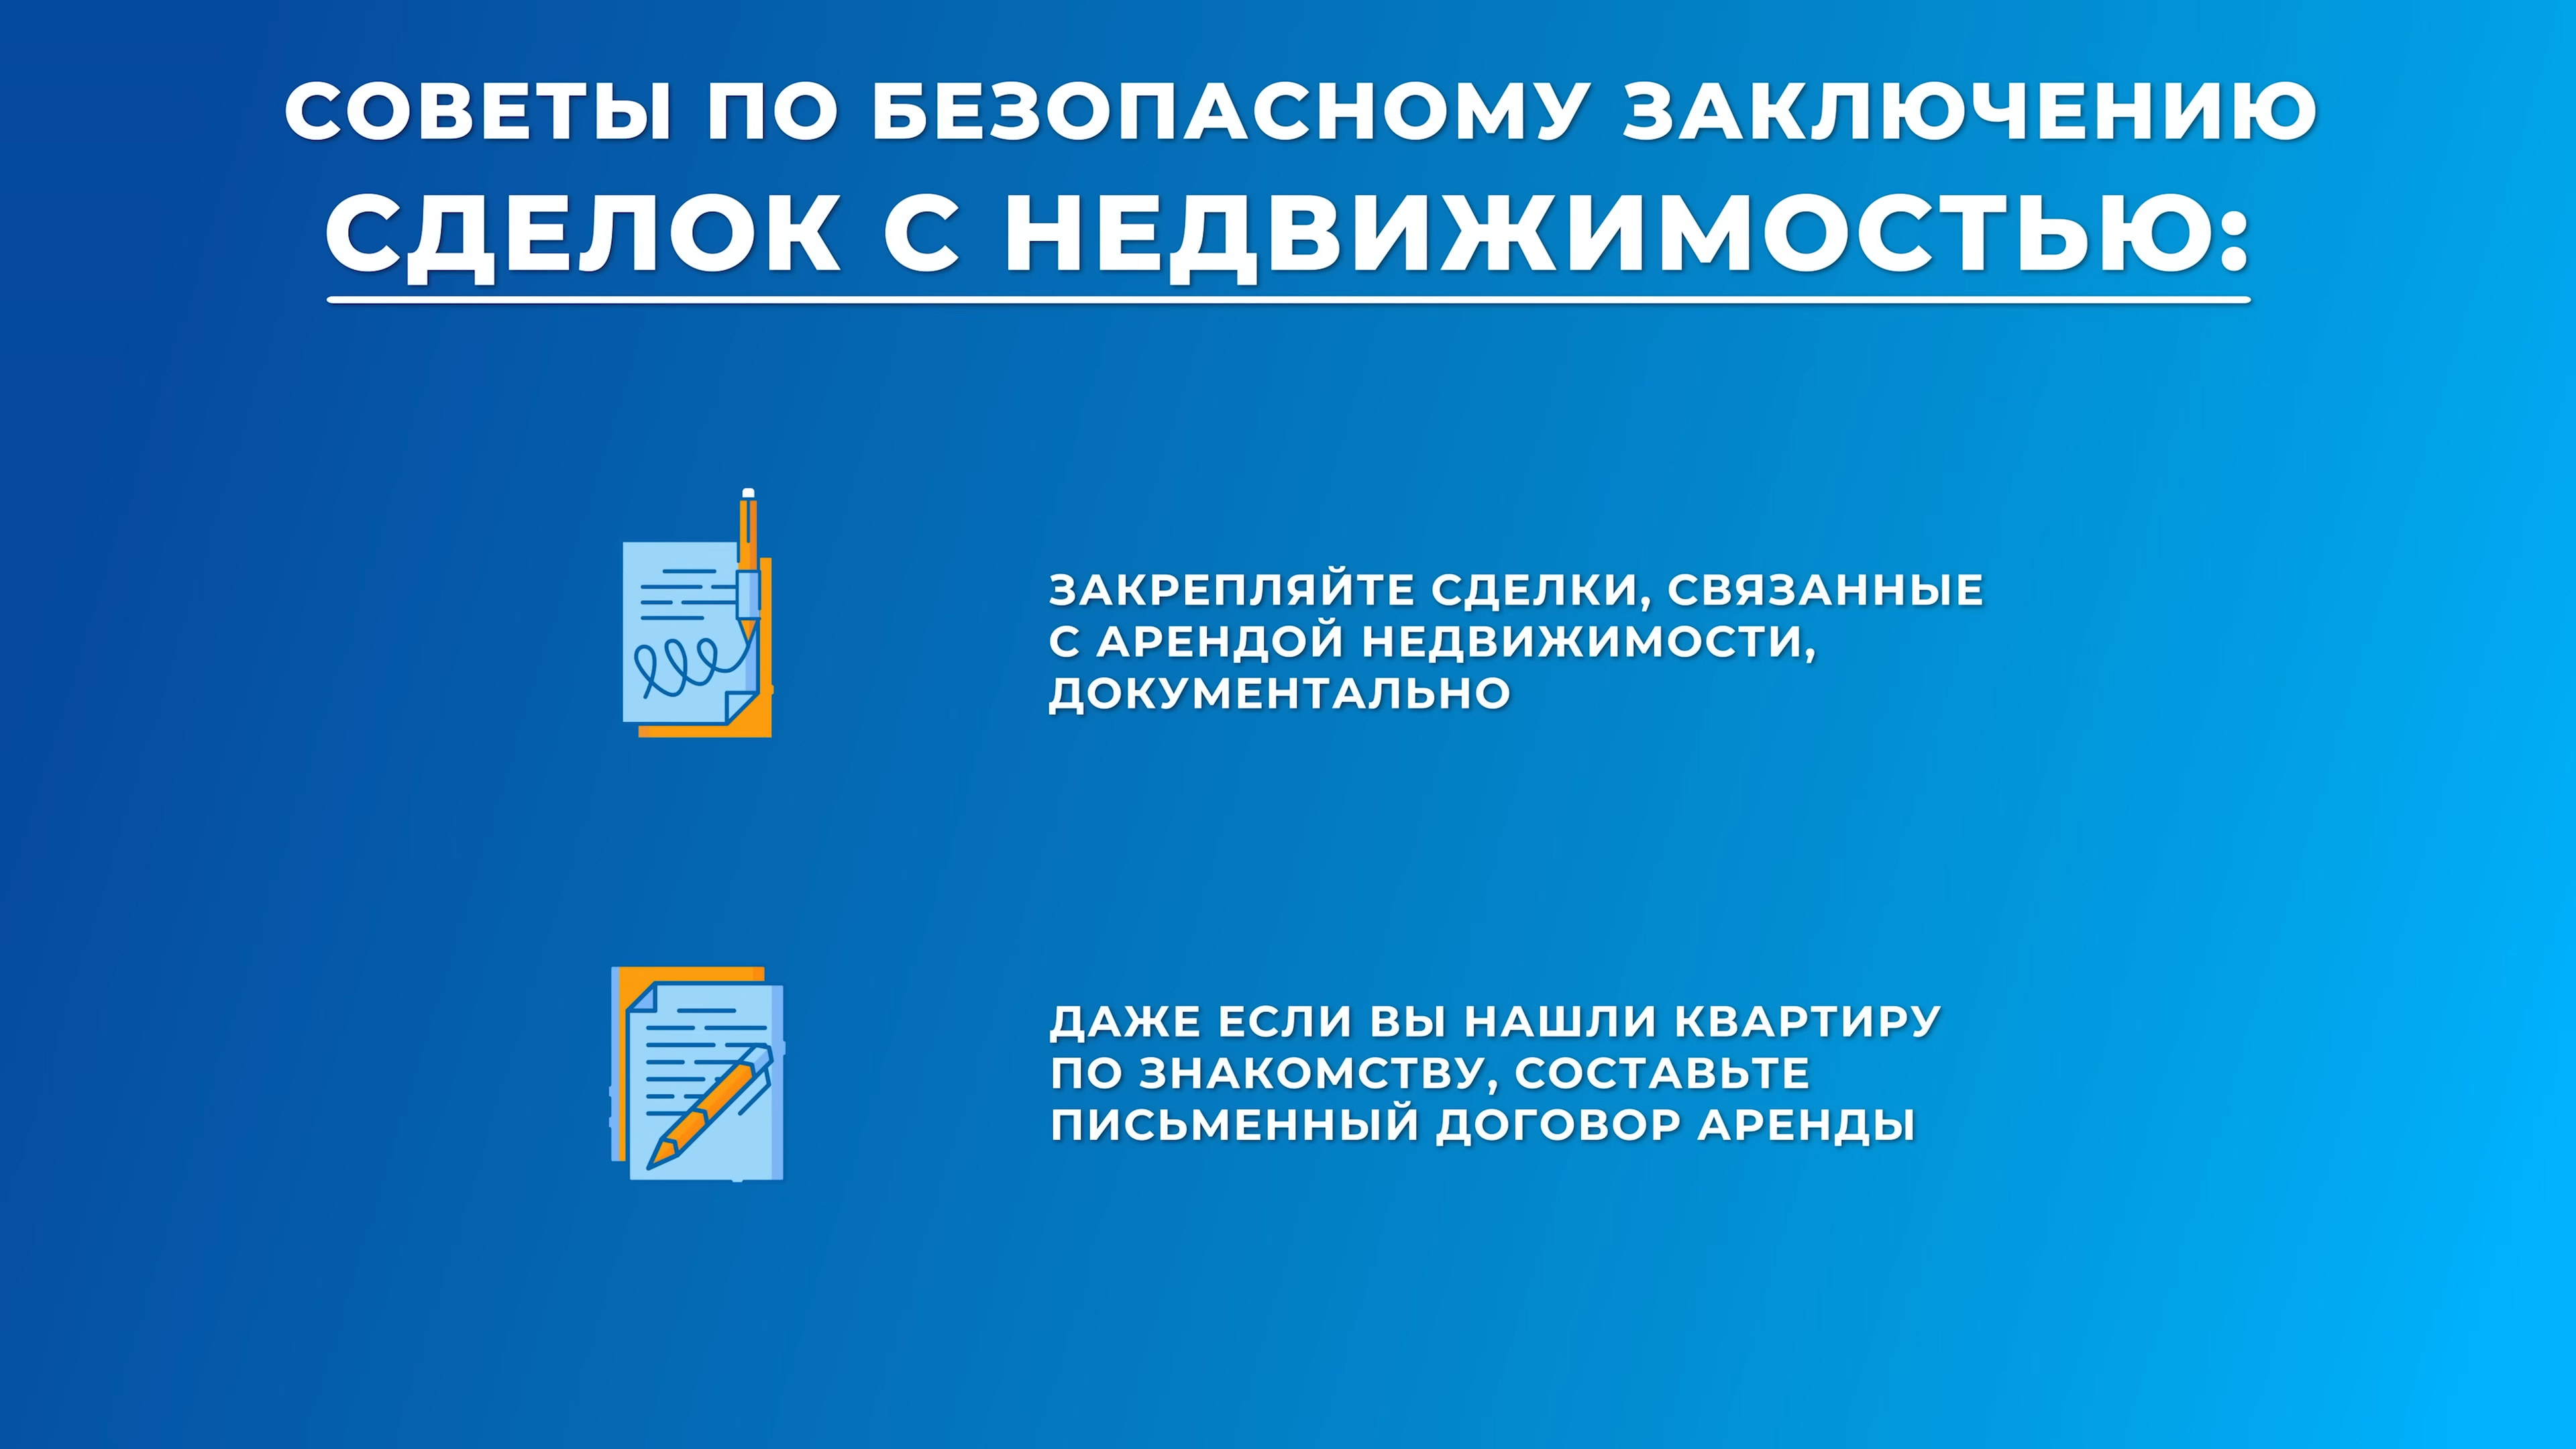 СОВЕТЫ ПО БЕЗОПАСНОМУ ЗАКЛЮЧЕНИЮ
СДЕЛОК С НЕДВИЖИМОСТЬЮ:
ЗАКРЕПЛЯЙТЕ СДЕЛКИ, СВЯЗАННЫЕ
С АРЕНДОЙ НЕДВИЖИМОСТИ,
ДОКУМЕНТАЛЬНО
ДАЖЕ ЕСЛИ ВЫ НАШЛИ КВАРТИРУ
ПО ЗНАКОМСТВУ, СОСТАВЬТЕ
ПИСЬМЕННЫЙ ДОГОВОР АРЕНДЫ